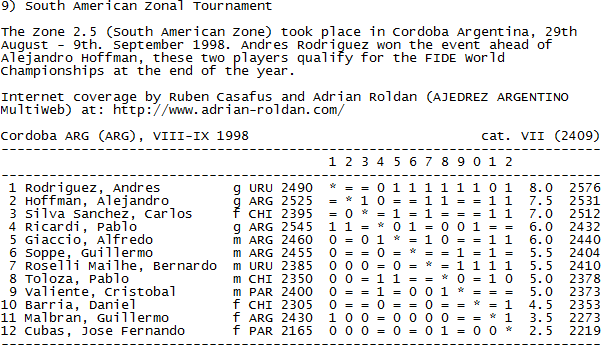 9) South American Zonal Tournament
The Zone 2.5 (South American Zone) took place in Cordoba Argentina, 29th
August - 9th. September 1998. Andres Rodriguez won the event ahead of
Alejandro Hoffman, these two players qualify for the FIDE World
Championships at the end of the year.
Internet coverage by Ruben Casafus and Adrian Roldan (AJEDREZ ARGENTINO
MultiWeb) at: http://www.adrian-roldan.com/
Cordoba ARG (ARG), VIII-IX 1998 cat. VII (2409)
1 2 3 4 5 6 7 8 9 0 1 2
1 Rodriguez, Andres g URU 2490 * = = 0 1 1 1 1 1 1 0 1 8.0 2576
2 Hoffman, Alejandro g ARG 2525 = * 1 0 = = 1 1 = = 1 1 7.5 2531
3 Silva Sanchez, Carlos f CHI 2395 = 0 * = 1 = 1 = = = 1 1 7.0 2512
4 Ricardi, Pablo g ARG 2545 1 1 = * 0 1 = 0 0 1 = = 6.0 2432
5 Giaccio, Alfredo m ARG 2460 0 = 0 1 * = 1 0 = = 1 1 6.0 2440
6 Soppe, Guillermo m ARG 2455 0 = = 0 = * = = 1 = 1 = 5.5 2404
7 Roselli Mailhe, Bernardo m URU 2385 0 0 0 = 0 = * = 1 1 1 1 5.5 2410
8 Toloza, Pablo m CHI 2350 0 0 = 1 1 = = * 0 = 1 0 5.0 2378
9 Valiente, Cristobal m PAR 2400 0 = = 1 = 0 0 1 * = = = 5.0 2373
10 Barria, Daniel f CHI 2305 0 = = 0 = = 0 = = * = 1 4.5 2353
11 Malbran, Guillermo f ARG 2430 1 0 0 = 0 0 0 0 = = * 1 3.5 2273
12 Cubas, Jose Fernando f PAR 2165 0 0 0 = 0 = 0 1 = 0 0 * 2.5 2219